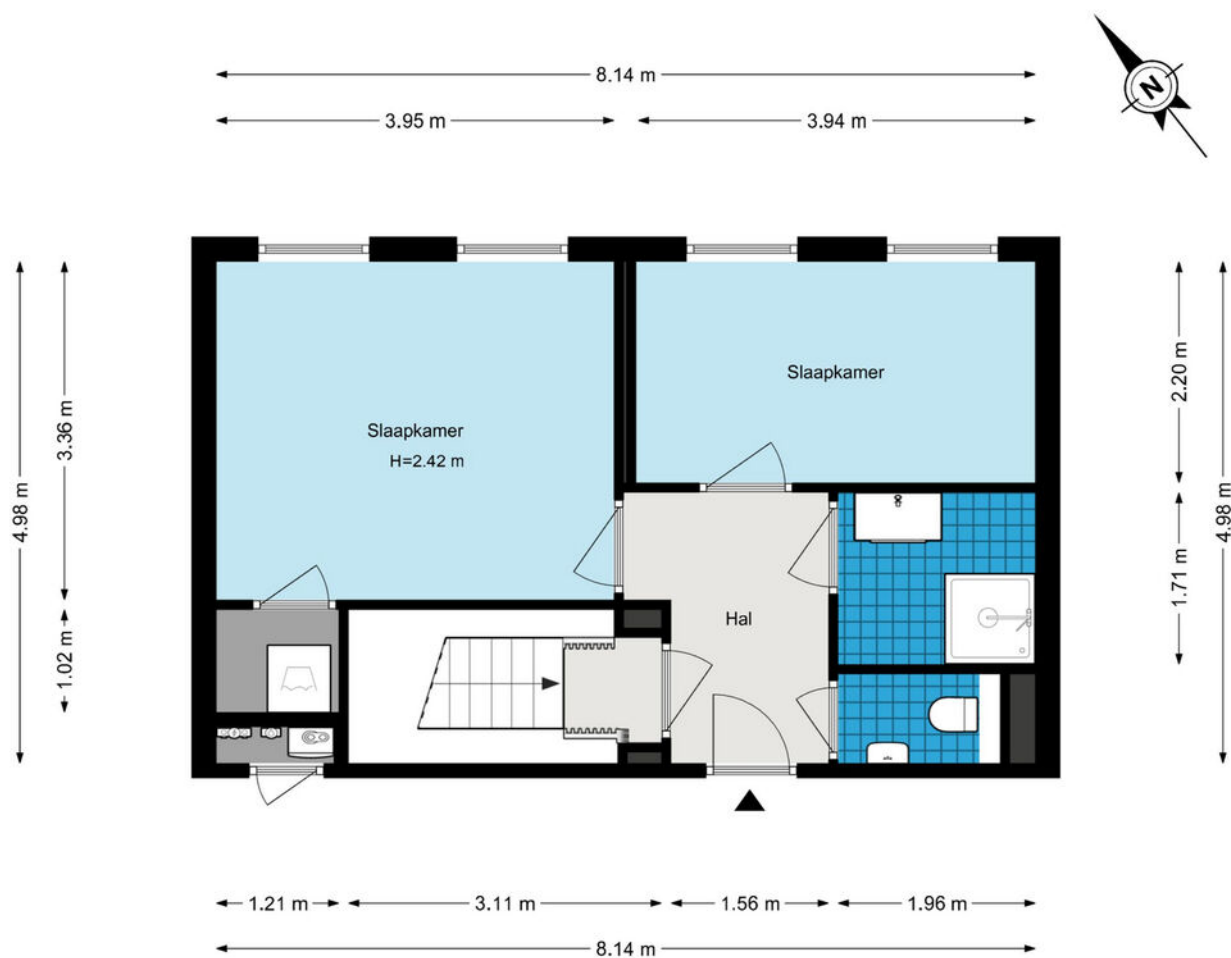 8.14 m
3.95 m
3.94 m
N
Slaapkamer
H=2.42 m
Slaapkamer
Hal
4.98 m
3.36 m
1.02 m
2.20 m
1.71 m
4.98 m
1.21 m
3.11 m
1.56 m
1.96 m
8.14 m